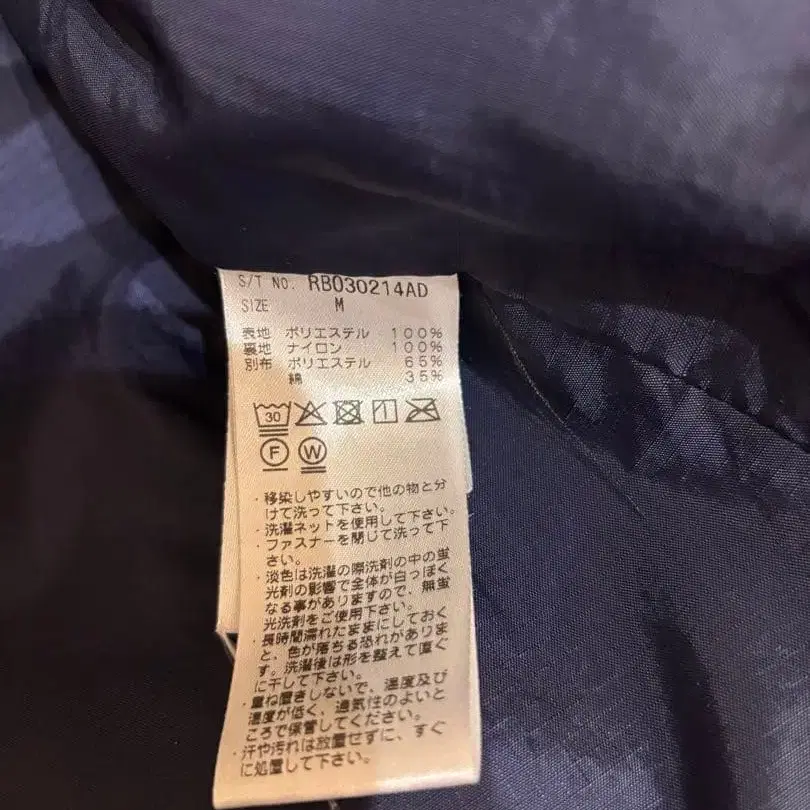 S/T NO. RB030214AD
SIZE M
表地 ポリエステル 100%
裏地 ナイロン 100%
別布 ポリエステル 65%
綿 35%
30
F W
・移染しやすいので他の物と分
けて洗って下さい。
・洗濯ネットを使用して下さい。
・ファスナーを閉じて洗って下
さい。
・淡色は洗濯の際洗剤の中の蛍
光剤の影響で全体が白っぽく
なる事がありますので、無蛍
光洗剤をご使用下さい。
・長時間濡れたままにしておく
と、色が落ちる恐れがありま
す。洗濯後は形を整えて直ぐ
に干して下さい。
・重ね置きしないで、温度及び
湿度が低く、通気性のよいと
ころで保管してください。
・汗や汚れは放置せずに、すぐ
に処置して下さい。